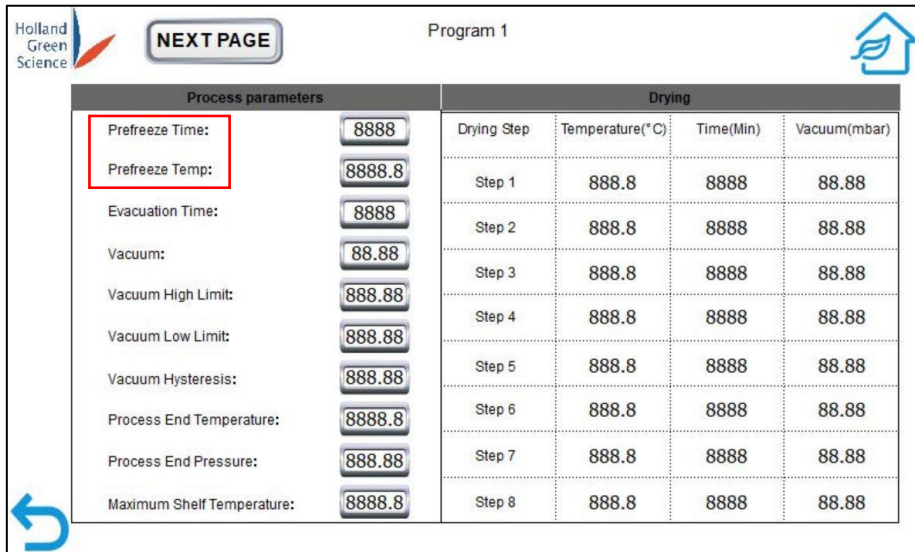 Holland
Green
Science
NEXT PAGE
Program 1
Process parameters
Prefreeze Time: 8888
Prefreeze Temp: 8888.8
Evacuation Time: 8888
Vacuum: 88.88
Vacuum High Limit: 888.88
Vacuum Low Limit: 888.88
Vacuum Hysteresis: 888.88
Process End Temperature: 8888.8
Process End Pressure: 888.88
Maximum Shelf Temperature: 8888.8
Drying
Drying Step Temperature(°C) Time(Min) Vacuum(mbar)
Step 1 888.8 8888 88.88
Step 2 888.8 8888 88.88
Step 3 888.8 8888 88.88
Step 4 888.8 8888 88.88
Step 5 888.8 8888 88.88
Step 6 888.8 8888 88.88
Step 7 888.8 8888 88.88
Step 8 888.8 8888 88.88